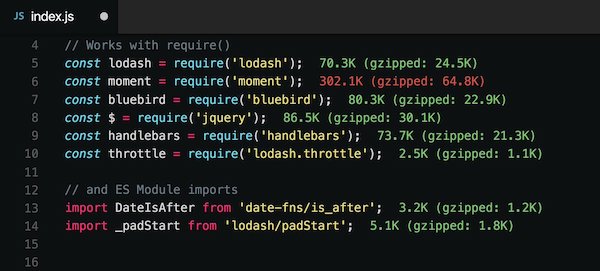 JS index.js
4 // Works with require()
5 const lodash = require('lodash'); 70.3K (gzipped: 24.5K)
6 const moment = require('moment'); 302.1K (gzipped: 64.8K)
7 const bluebird = require('bluebird'); 80.3K (gzipped: 22.9K)
8 const $ = require('jquery'); 86.5K (gzipped: 30.1K)
9 const handlebars = require('handlebars'); 73.7K (gzipped: 21.3K)
10 const throttle = require('lodash.throttle'); 2.5K (gzipped: 1.1K)
11
12 // and ES Module imports
13 import DateIsAfter from 'date-fns/is_after'; 3.2K (gzipped: 1.2K)
14 import _padStart from 'lodash/padStart'; 5.1K (gzipped: 1.8K)
15
16